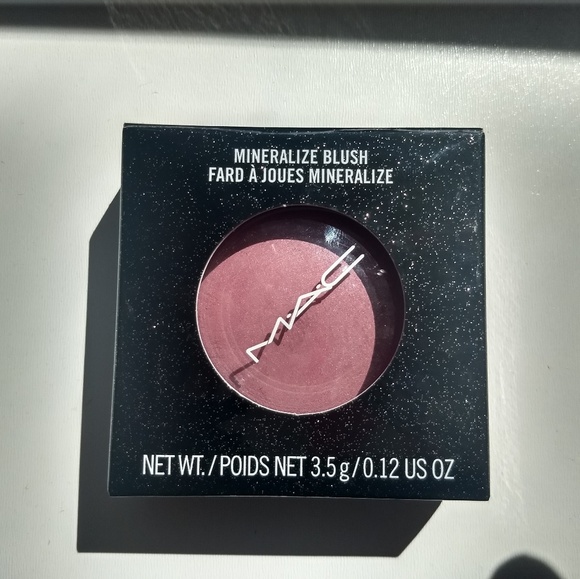 MINERALIZE BLUSH
FARD À JOUES MINERALIZE
M·A·C
NET WT. / POIDS NET 3.5 g / 0.12 US OZ